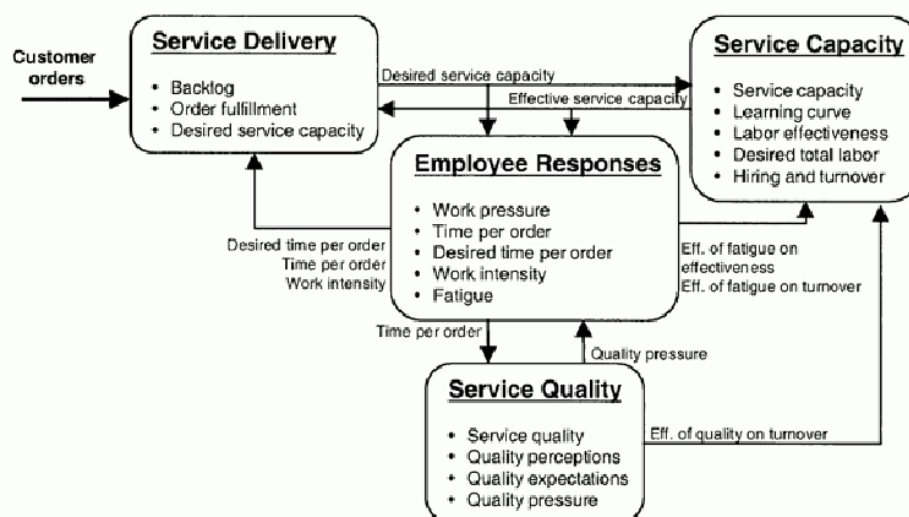 Customer
orders
Service Delivery
• Backlog
• Order fulfillment
• Desired service capacity
Desired service capacity
Effective service capacity
Service Capacity
• Service capacity
• Learning curve
• Labor effectiveness
• Desired total labor
• Hiring and turnover
Employee Responses
• Work pressure
• Time per order
• Desired time per order
• Work intensity
• Fatigue
Desired time per order
Time per order
Work intensity
Eff. of fatigue on
effectiveness
Eff. of fatigue on turnover
Time per order
Quality pressure
Service Quality
• Service quality
• Quality perceptions
• Quality expectations
• Quality pressure
Eff. of quality on turnover